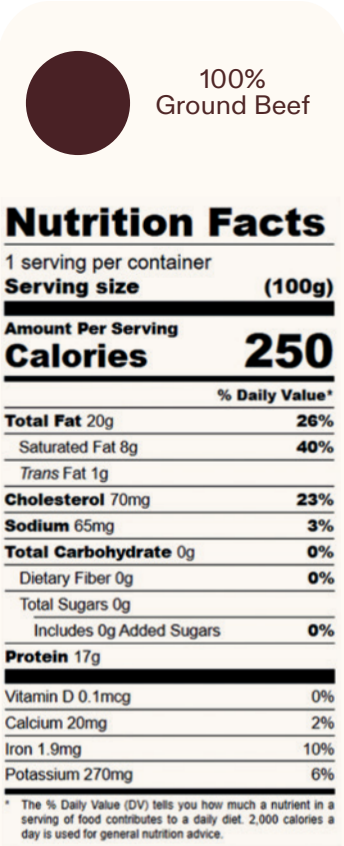 100%
Ground Beef
Nutrition Facts
1 serving per container
Serving size (100g)
Amount Per Serving
Calories 250
% Daily Value*
Total Fat 20g 26%
Saturated Fat 8g 40%
Trans Fat 1g
Cholesterol 70mg 23%
Sodium 65mg 3%
Total Carbohydrate 0g 0%
Dietary Fiber 0g 0%
Total Sugars 0g
Includes 0g Added Sugars 0%
Protein 17g
Vitamin D 0.1mcg 0%
Calcium 20mg 2%
Iron 1.9mg 10%
Potassium 270mg 6%
* The % Daily Value (DV) tells you how much a nutrient in a
serving of food contributes to a daily diet. 2,000 calories a
day is used for general nutrition advice.